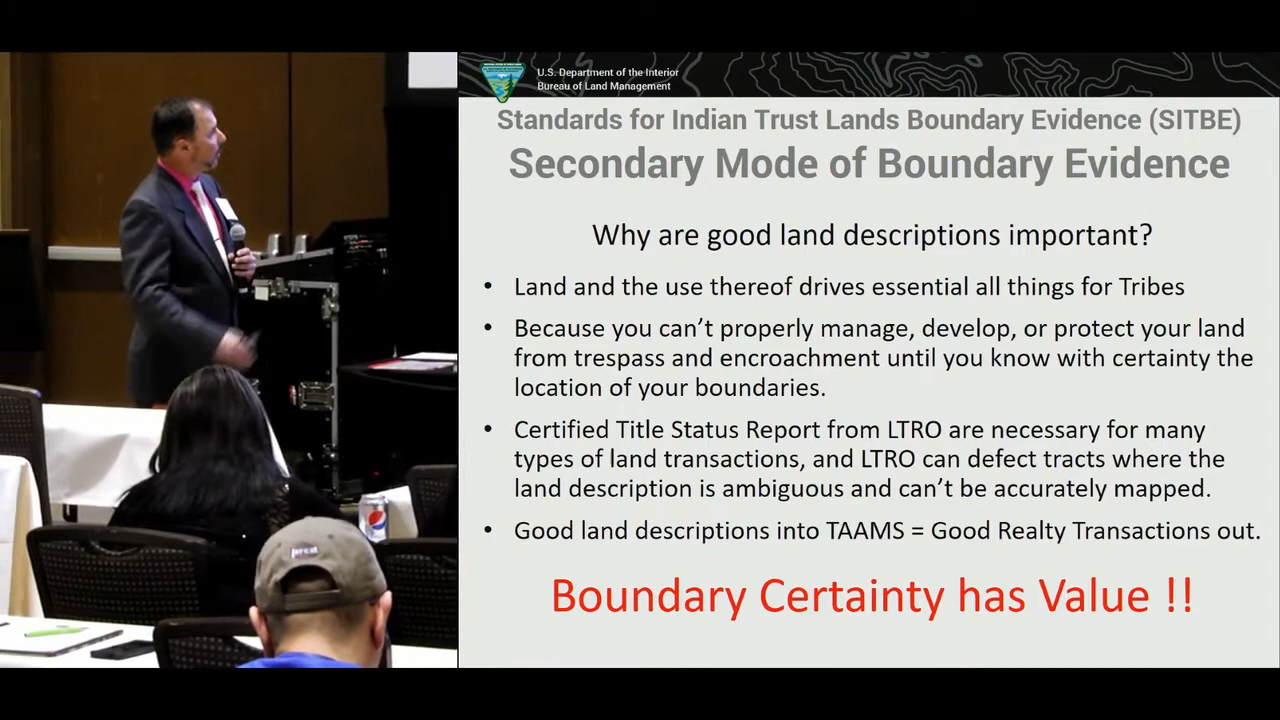 U.S. Department of the Interior
Bureau of Land Management
Standards for Indian Trust Lands Boundary Evidence (SITBE)
Secondary Mode of Boundary Evidence
Why are good land descriptions important?
• Land and the use thereof drives essential all things for Tribes
• Because you can't properly manage, develop, or protect your land
from trespass and encroachment until you know with certainty the
location of your boundaries.
• Certified Title Status Report from LTRO are necessary for many
types of land transactions, and LTRO can defect tracts where the
land description is ambiguous and can't be accurately mapped.
• Good land descriptions into TAAMS = Good Realty Transactions out.
Boundary Certainty has Value !!